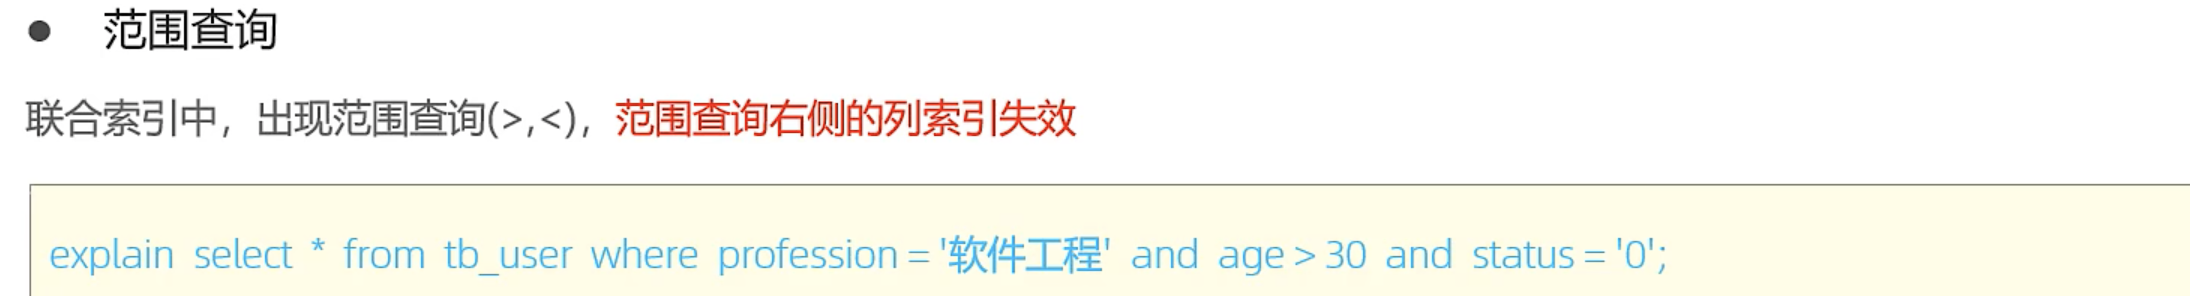 ● 范围查询
联合索引中，出现范围查询(>,<)，范围查询右侧的列索引失效
explain select * from tb_user where profession = '软件工程' and age > 30 and status = '0';